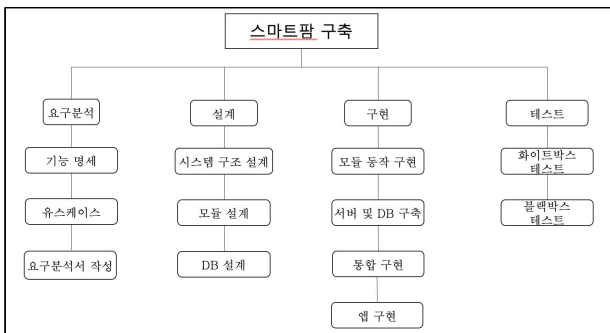 스마트팜 구축
요구분석
설계
구현
테스트
기능 명세
시스템 구조 설계
모듈 동작 구현
화이트박스
테스트
유스케이스
모듈 설계
서버 및 DB 구축
블랙박스
테스트
요구분석서 작성
DB 설계
통합 구현
앱 구현